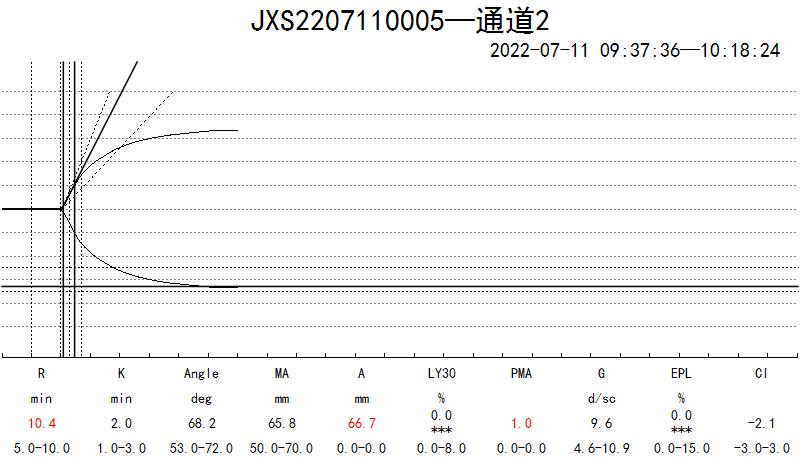 JXS2207110005—通道2
2022-07-11 09:37:36—10:18:24
R K Angle MA A LY30 PMA G EPL CI
min min deg mm mm % d/sc %
10.4 2.0 68.2 65.8 66.7 0.0 1.0 9.6 0.0 -2.1
*** ***
5.0-10.0 1.0-3.0 53.0-72.0 50.0-70.0 0.0-0.0 0.0-8.0 0.0-0.0 4.6-10.9 0.0-15.0 -3.0-3.0